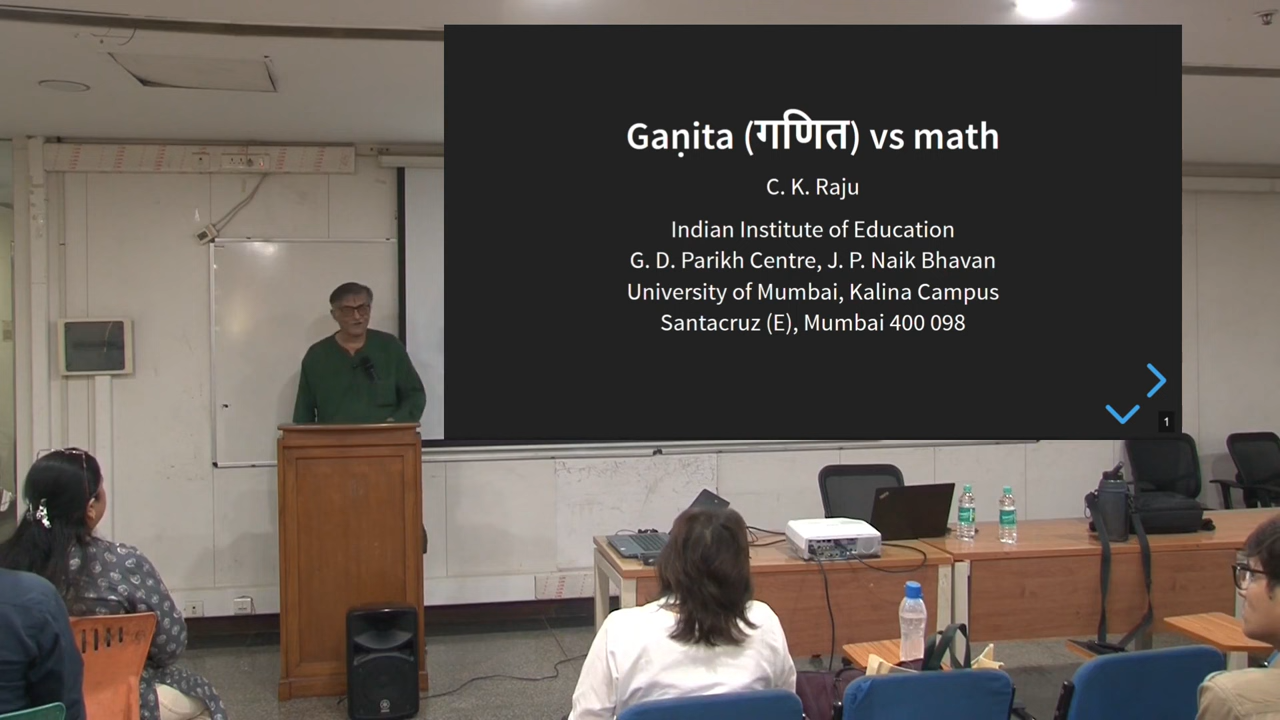 Gaṇita (गणित) vs math
C. K. Raju
Indian Institute of Education
G. D. Parikh Centre, J. P. Naik Bhavan
University of Mumbai, Kalina Campus
Santacruz (E), Mumbai 400 098
1